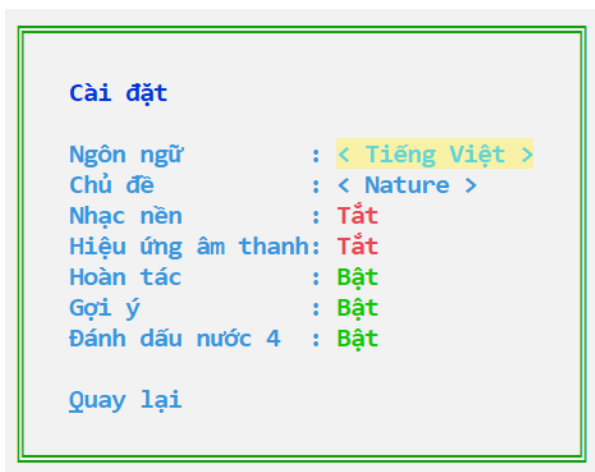 Cài đặt
Ngôn ngữ : < Tiếng Việt >
Chủ đề : < Nature >
Nhạc nền : Tắt
Hiệu ứng âm thanh: Tắt
Hoàn tác : Bật
Gợi ý : Bật
Đánh dấu nước 4 : Bật
Quay lại